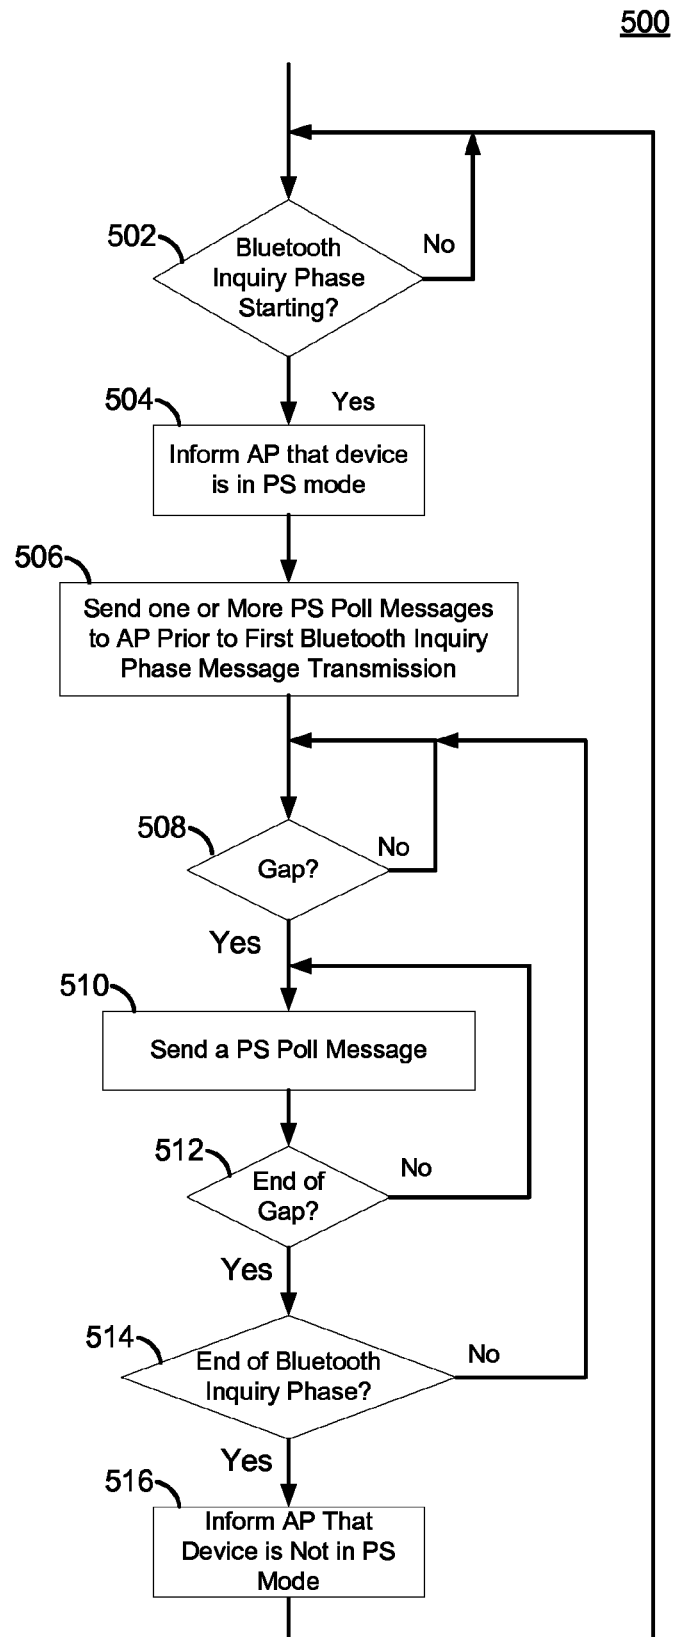 500
502
Bluetooth
Inquiry Phase
Starting?
No
Yes
504
Inform AP that device
is in PS mode
506
Send one or More PS Poll Messages
to AP Prior to First Bluetooth Inquiry
Phase Message Transmission
508
Gap?
No
Yes
510
Send a PS Poll Message
512
End of
Gap?
No
Yes
514
End of Bluetooth
Inquiry Phase?
No
Yes
516
Inform AP That
Device is Not in PS
Mode